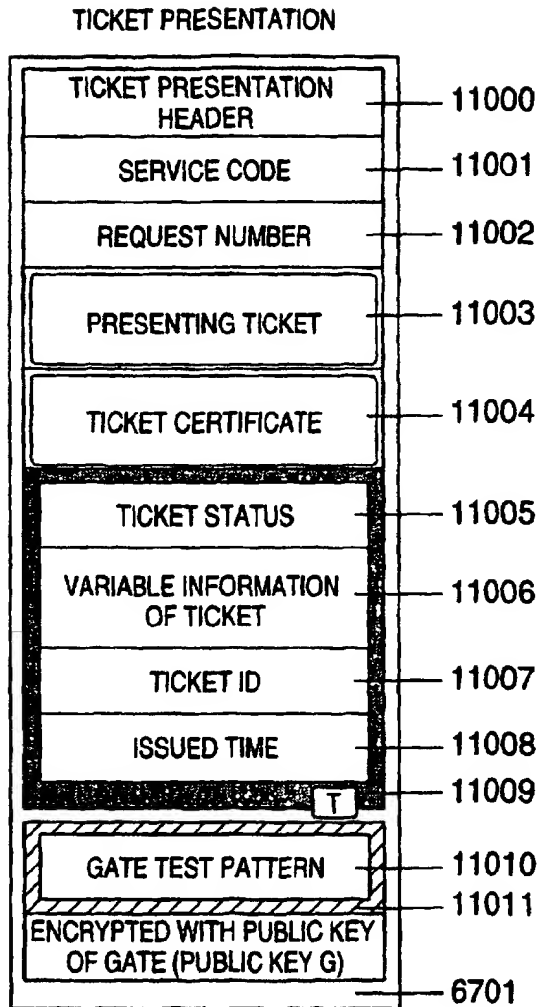 TICKET PRESENTATION
TICKET PRESENTATION
HEADER
11000
SERVICE CODE
11001
REQUEST NUMBER
11002
PRESENTING TICKET
11003
TICKET CERTIFICATE
11004
TICKET STATUS
11005
VARIABLE INFORMATION
OF TICKET
11006
TICKET ID
11007
ISSUED TIME
11008
11009
T
GATE TEST PATTERN
11010
11011
ENCRYPTED WITH PUBLIC KEY
OF GATE (PUBLIC KEY G)
6701